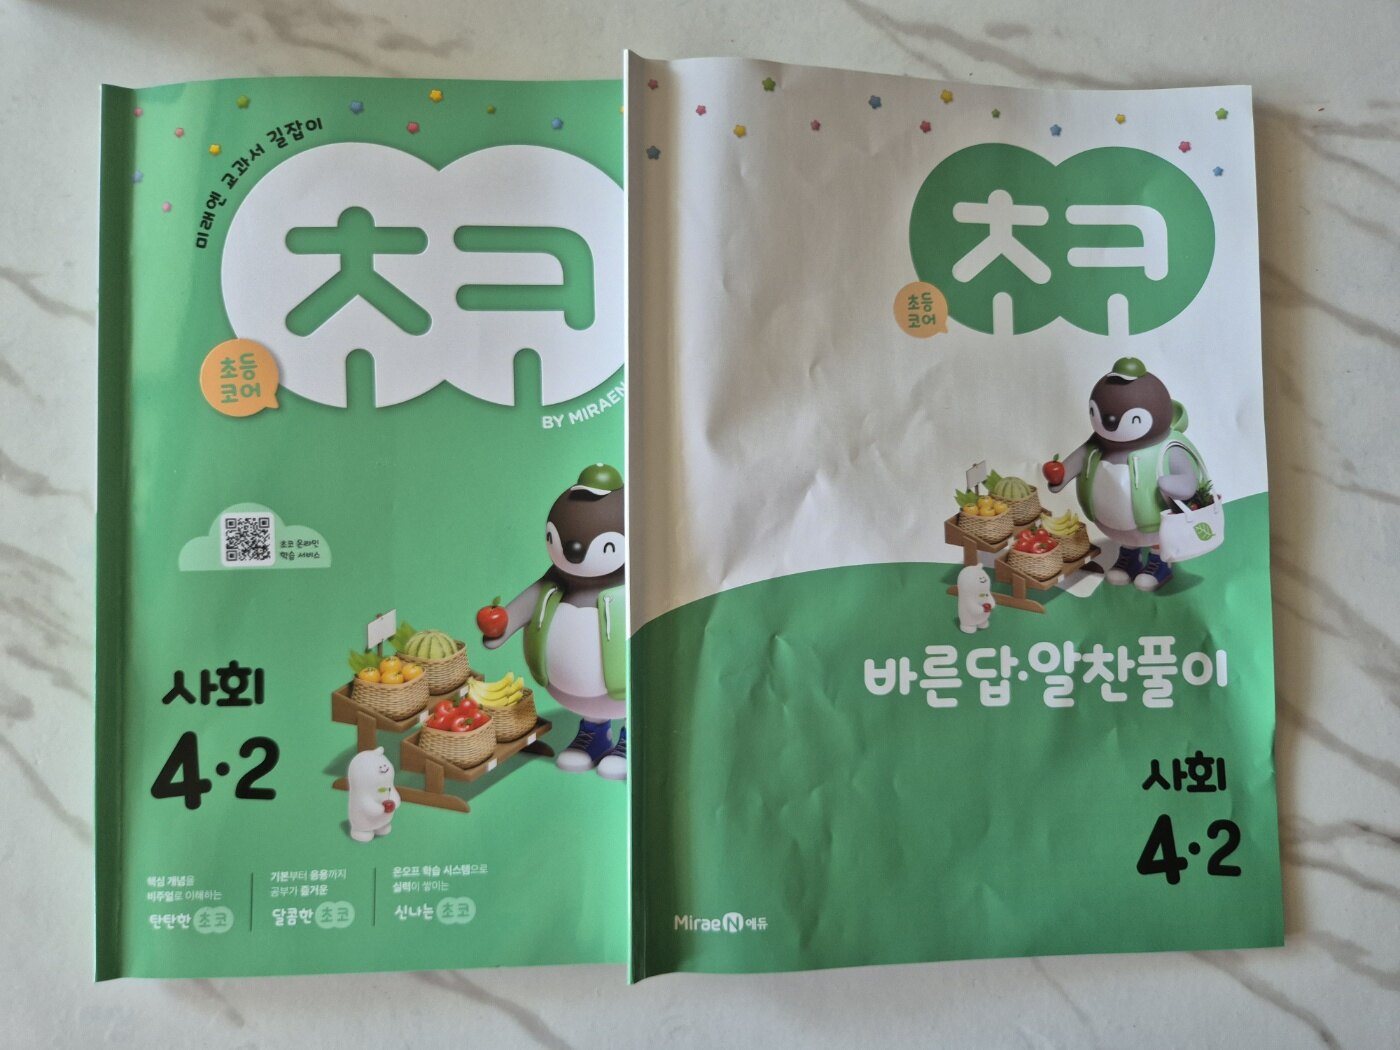 미래엔 교과서 길잡이
초코
초등
코어
BY MIRAEN
초코 온라인
학습 서비스
사회
4·2
핵심 개념을
비주얼로 이해하는
탄탄한 초코
기본부터 응용까지
공부가 즐거운
달콤한 초코
온오프 학습 시스템으로
실력이 쌓이는
신나는 초코
초코
초등
코어
바른답·알찬풀이
사회
4·2
Mirae N 에듀